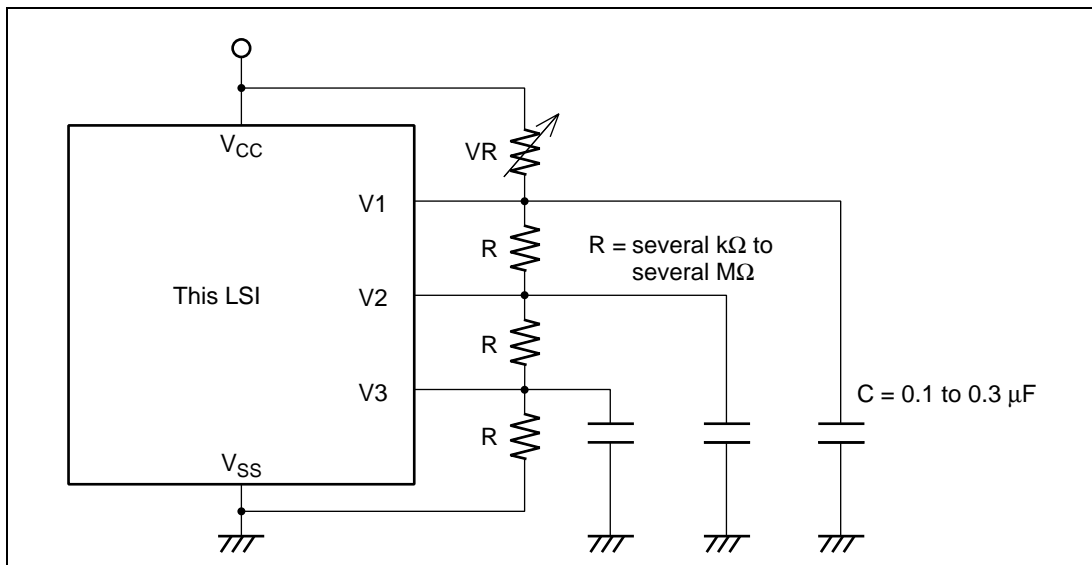 VCC
VR
V1
R
R = several kΩ to
several MΩ
This LSI
V2
R
V3
C = 0.1 to 0.3 μF
R
VSS